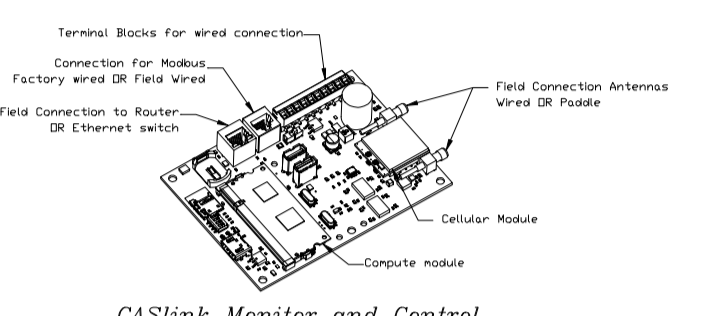 Terminal Blocks for wired connection
Connection for Modbus
Factory wired OR Field Wired
Field Connection to Router
OR Ethernet switch
Field Connection Antennas
Wired OR Paddle
Cellular Module
Compute module
CASlink Monitor and Control